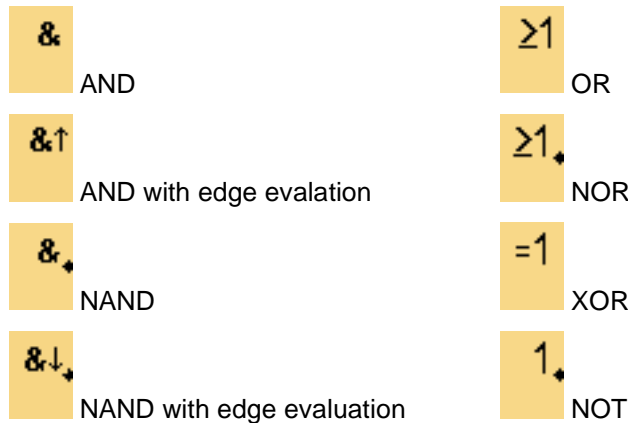 & AND
≥1 OR
&↑ AND with edge evalation
≥1 NOR
& NAND
=1 XOR
&↓ NAND with edge evaluation
1 NOT